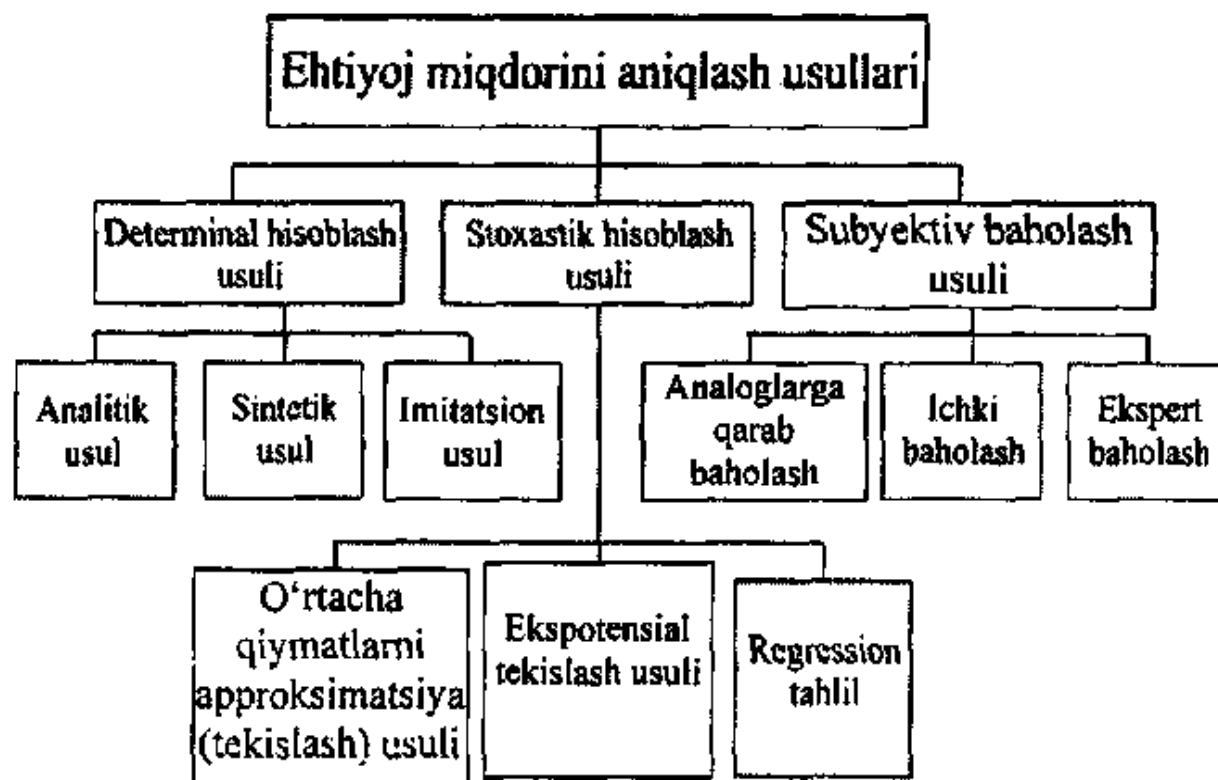 Ehtiyoj miqdorini aniqlash usullari
Determinal hisoblash
usuli
Stoxastik hisoblash
usuli
Subyektiv baholash
usuli
Analitik
usul
Sintetik
usul
Imitatsion
usul
Analoglarga
qarab
baholash
Ichki
baholash
Ekspert
baholash
O‘rtacha
qiymatlarni
approksimatsiya
(tekislash) usuli
Ekspotensial
tekislash usuli
Regression
tahlil